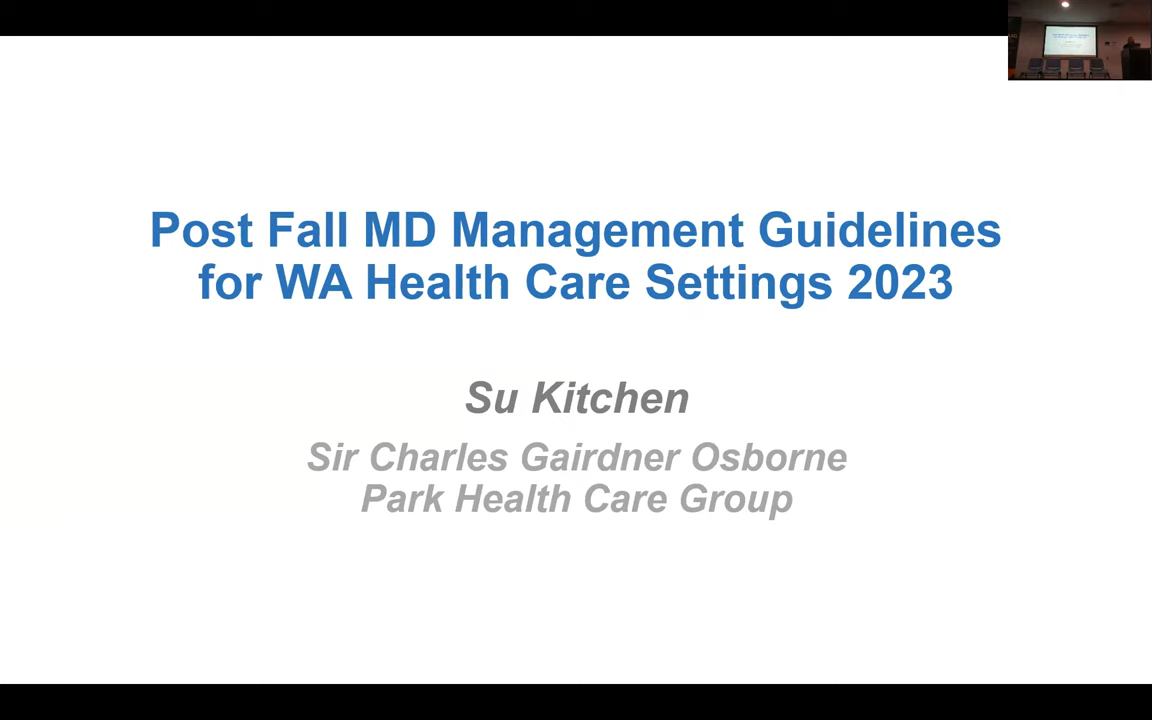 Post Fall MD Management Guidelines
for WA Health Care Settings 2023
Su Kitchen
Sir Charles Gairdner Osborne
Park Health Care Group